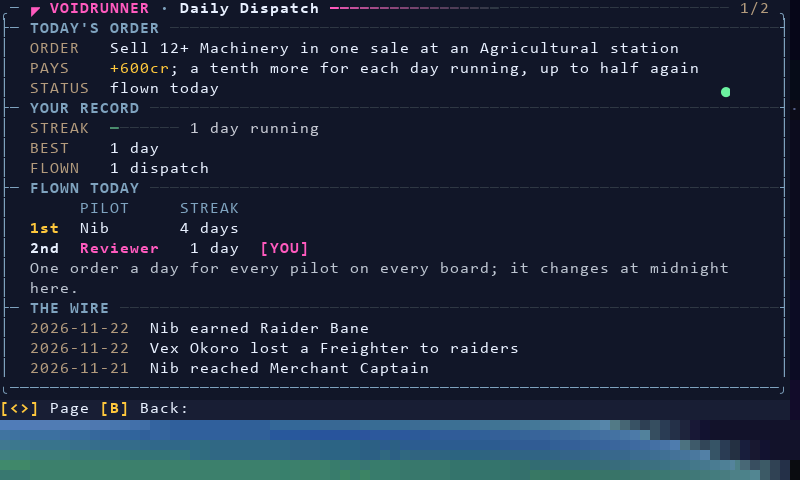 VOIDRUNNER · Daily Dispatch 1/2
TODAY'S ORDER
ORDER Sell 12+ Machinery in one sale at an Agricultural station
PAYS +600cr; a tenth more for each day running, up to half again
STATUS flown today
YOUR RECORD
STREAK 1 day running
BEST 1 day
FLOWN 1 dispatch
FLOWN TODAY
PILOT STREAK
1st Nib 4 days
2nd Reviewer 1 day [YOU]
One order a day for every pilot on every board; it changes at midnight
here.
THE WIRE
2026-11-22 Nib earned Raider Bane
2026-11-22 Vex Okoro lost a Freighter to raiders
2026-11-21 Nib reached Merchant Captain
[<>] Page [B] Back: